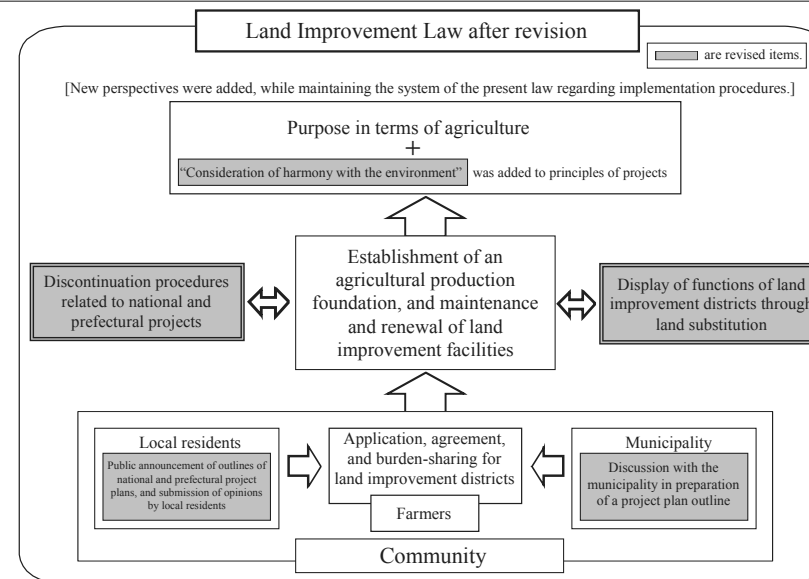 Land Improvement Law after revision
are revised items.
[New perspectives were added, while maintaining the system of the present law regarding implementation procedures.]
Purpose in terms of agriculture
+
“Consideration of harmony with the environment” was added to principles of projects
Discontinuation procedures
related to national and
prefectural projects
Establishment of an
agricultural production
foundation, and maintenance
and renewal of land
improvement facilities
Display of functions of land
improvement districts through
land substitution
Local residents
Public announcement of outlines of
national and prefectural project
plans, and submission of opinions
by local residents
Application, agreement,
and burden-sharing for
land improvement districts
Farmers
Municipality
Discussion with the
municipality in preparation
of a project plan outline
Community